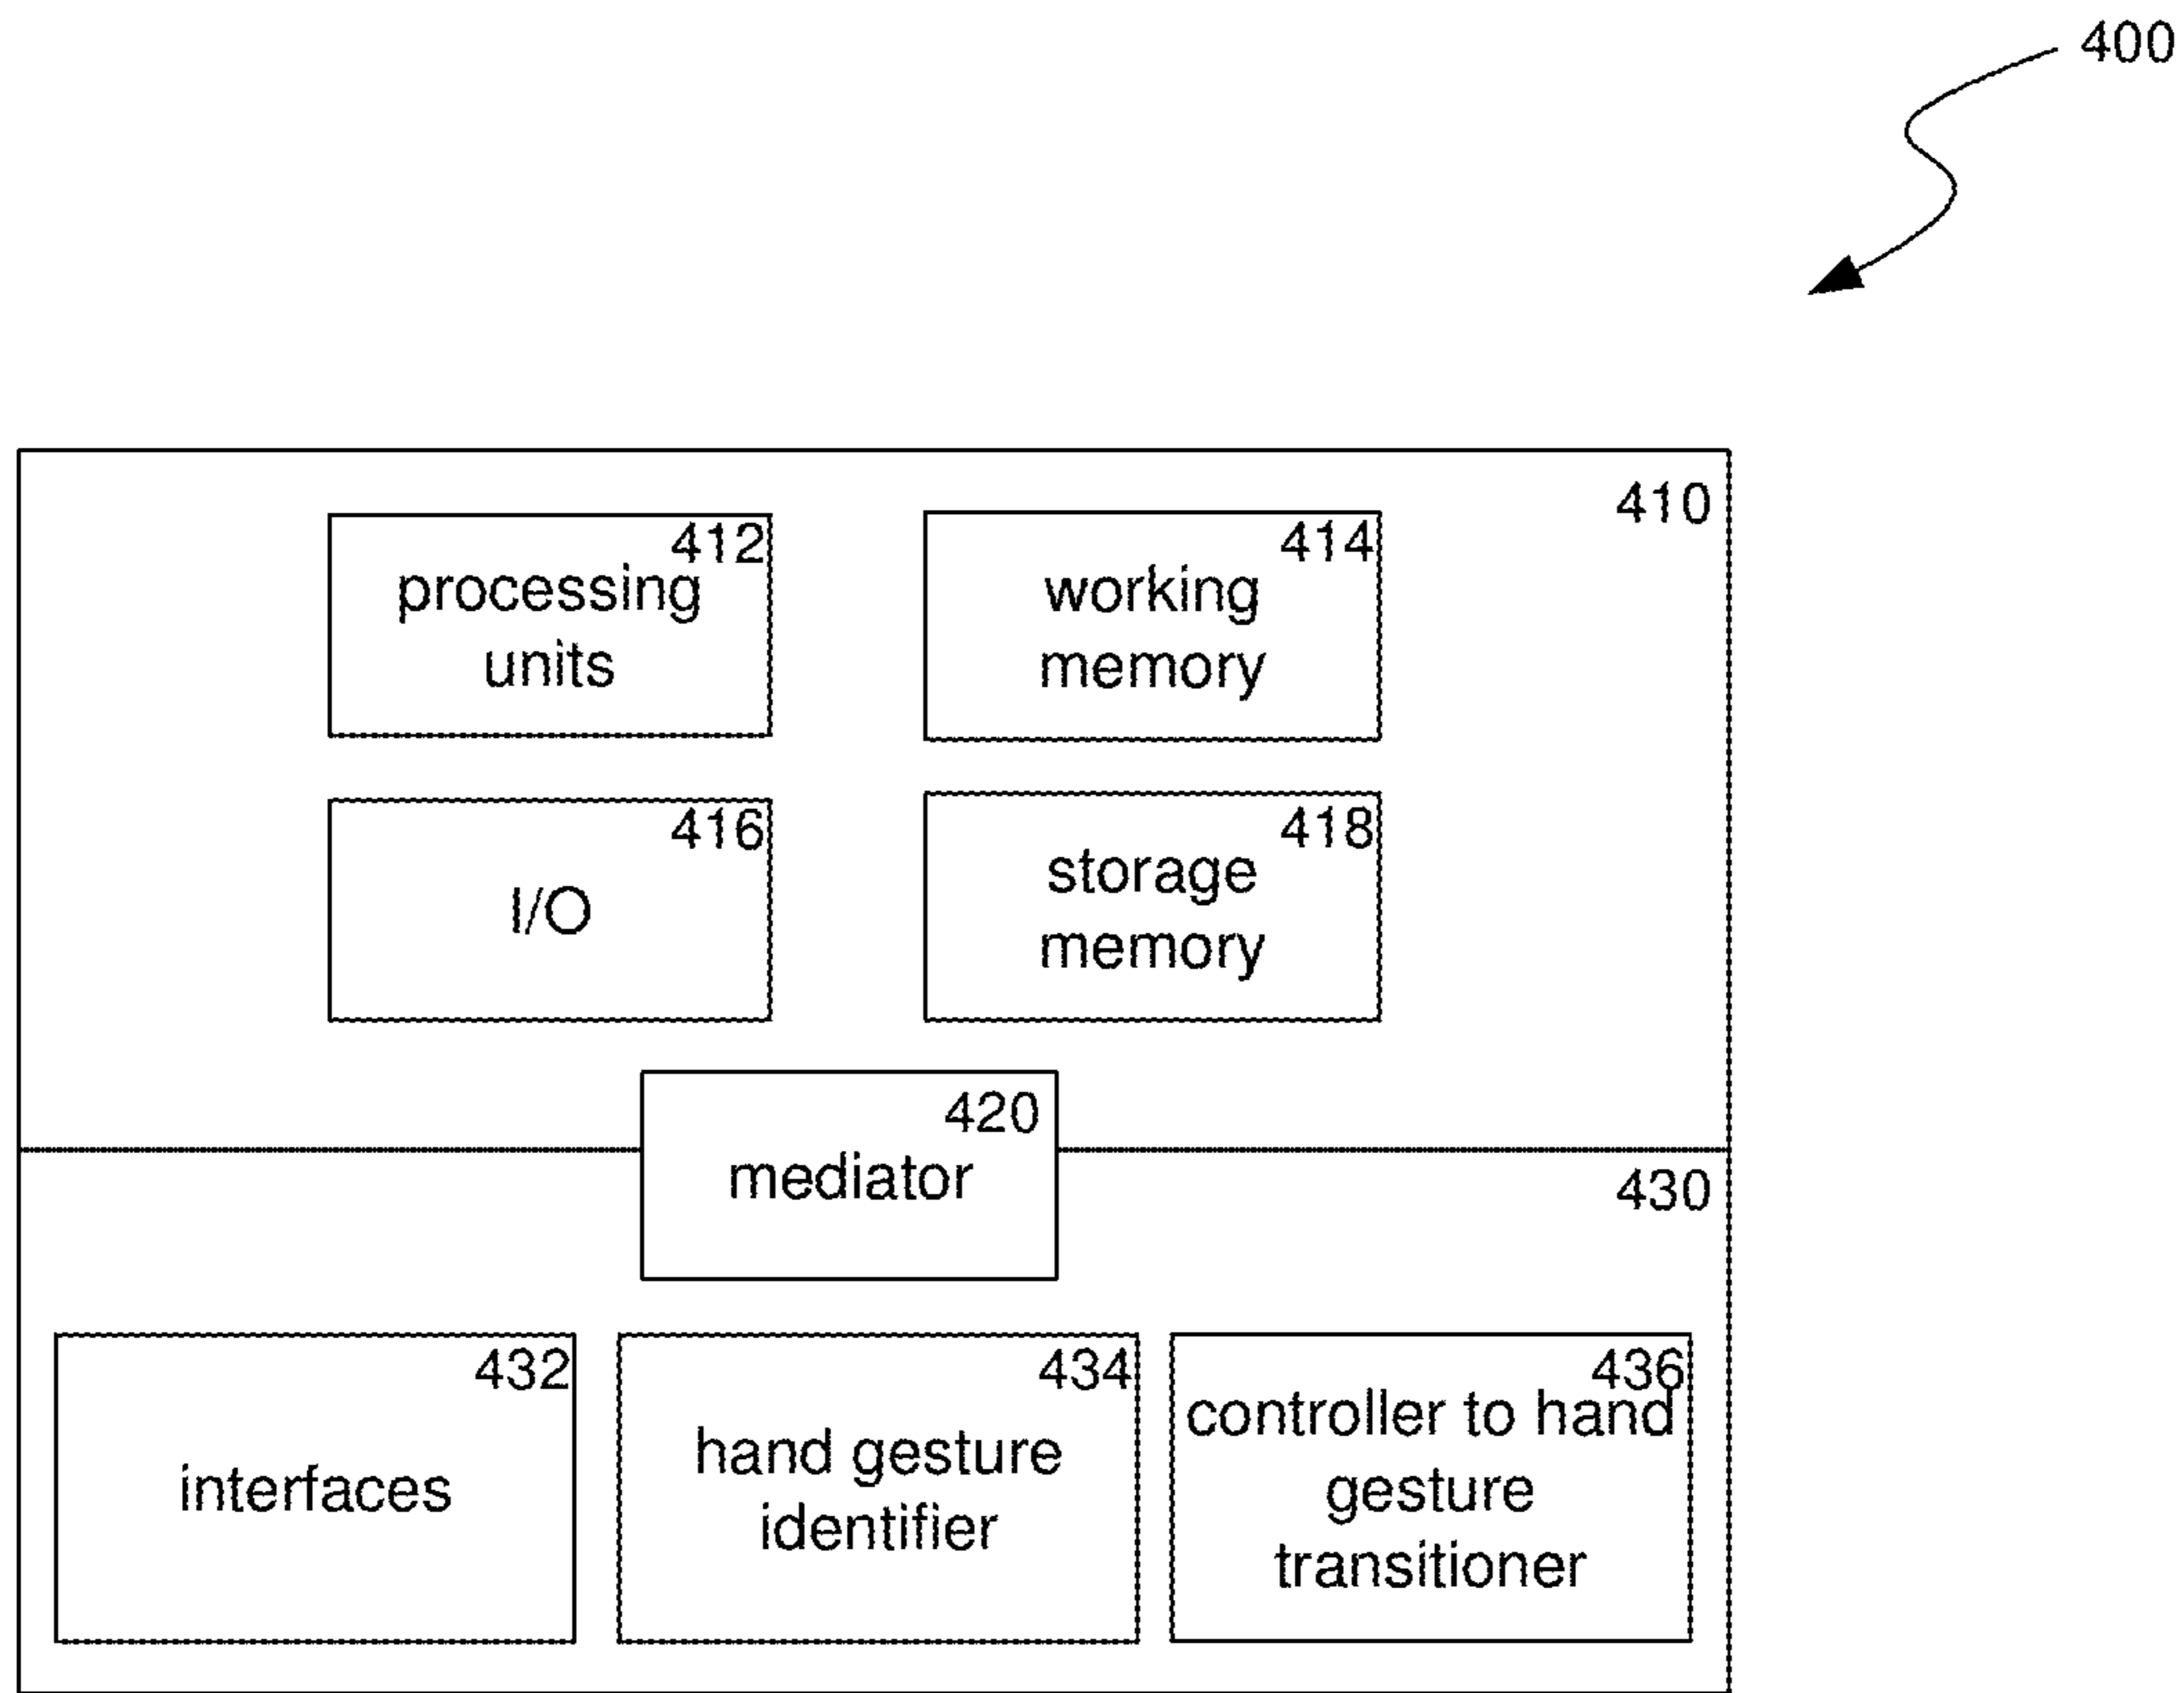 400
410
412
processing
units
414
working
memory
416
I/O
418
storage
memory
420
mediator
430
432
interfaces
434
hand gesture
identifier
436
controller to hand
gesture
transitioner